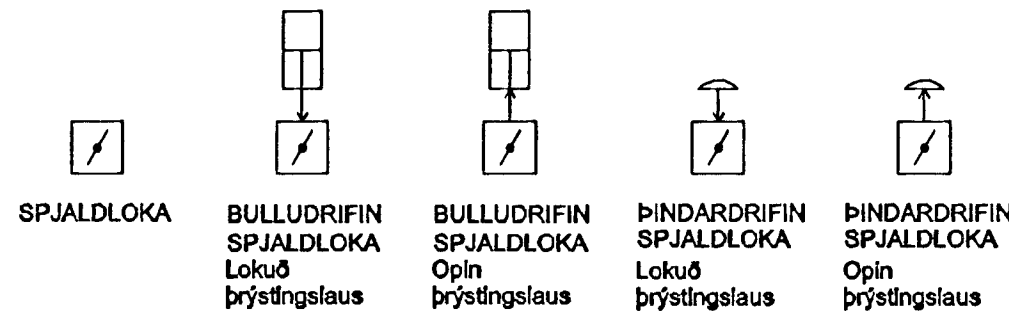 SPJALDLOKA
BULLUDRIFIN
SPJALDLOKA
Lokuð
þrýstingslaus
BULLUDRIFIN
SPJALDLOKA
Opin
þrýstingslaus
ÞINDARDRIFIN
SPJALDLOKA
Lokuð
þrýstingslaus
ÞINDARDRIFIN
SPJALDLOKA
Opin
þrýstingslaus